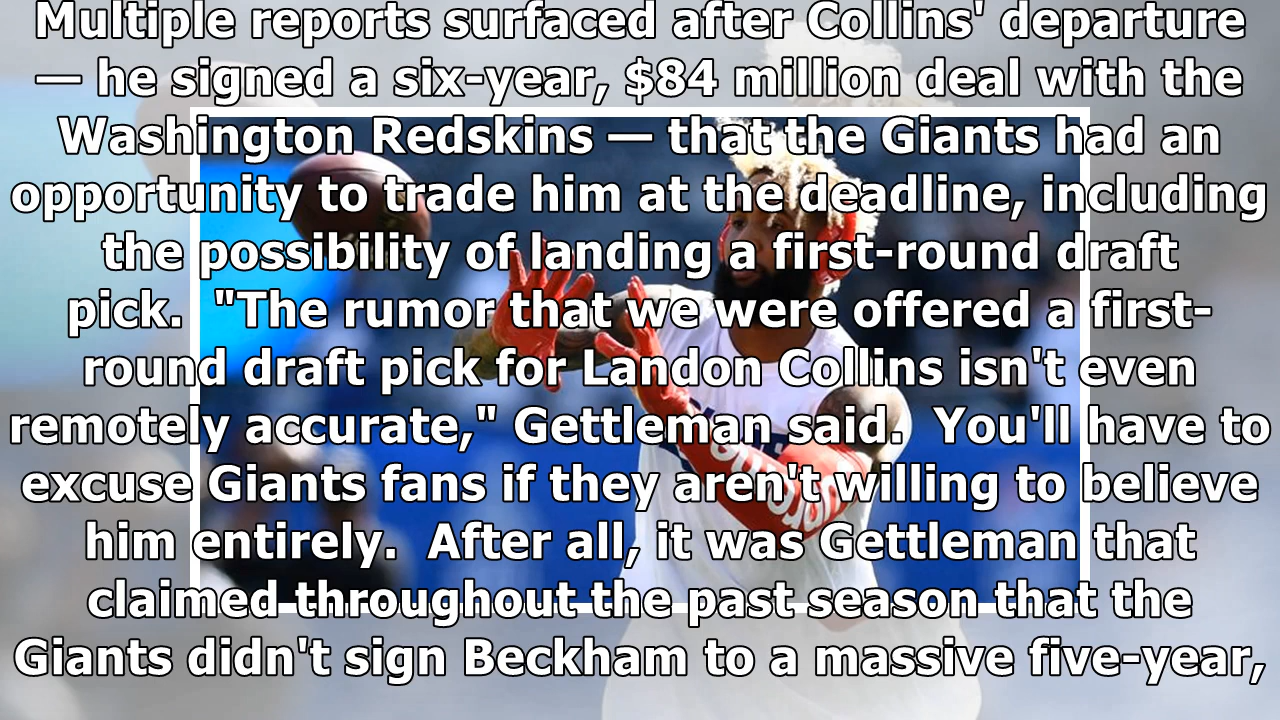 Multiple reports surfaced after Collins' departure
— he signed a six-year, $84 million deal with the
Washington Redskins — that the Giants had an
opportunity to trade him at the deadline, including
the possibility of landing a first-round draft
pick.  "The rumor that we were offered a first-
round draft pick for Landon Collins isn't even
remotely accurate," Gettleman said.  You'll have to
excuse Giants fans if they aren't willing to believe
him entirely.  After all, it was Gettleman that
claimed throughout the past season that the
Giants didn't sign Beckham to a massive five-year,